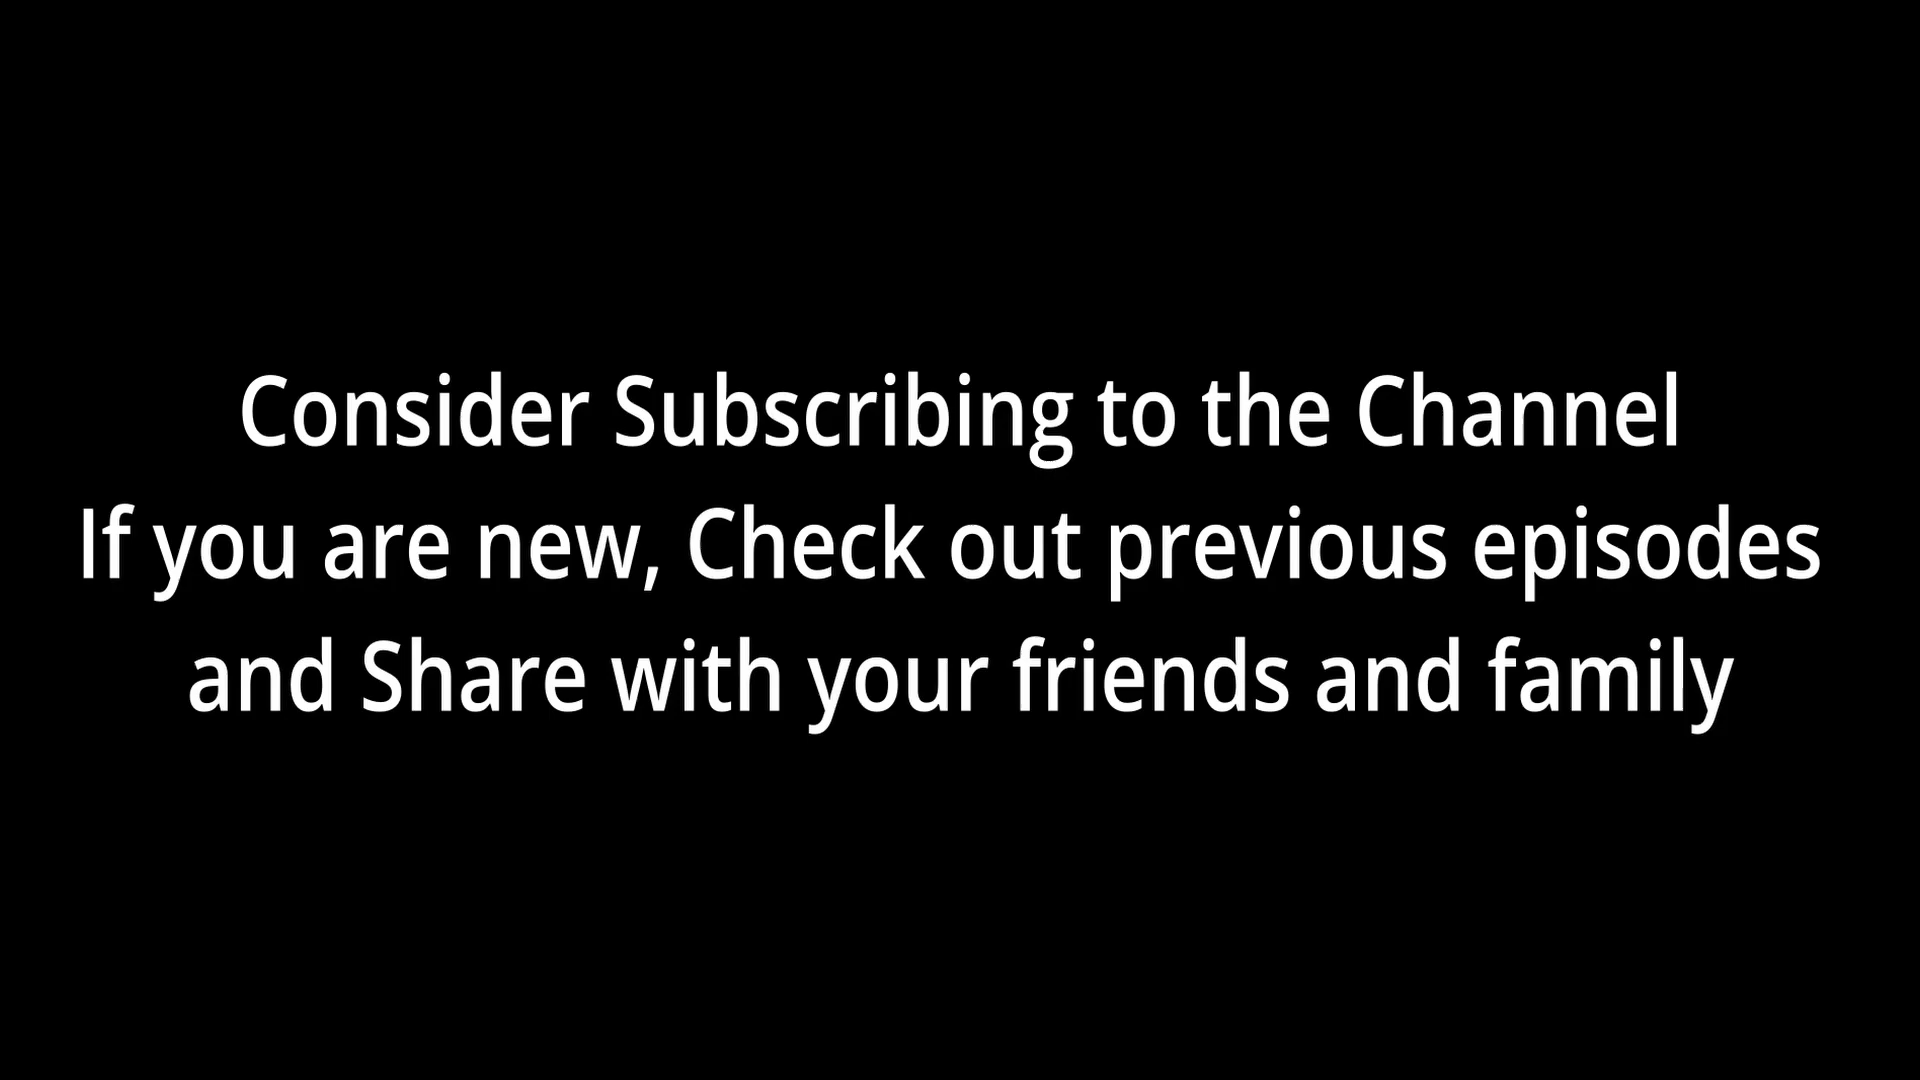 Consider Subscribing to the Channel
If you are new, Check out previous episodes
and Share with your friends and family